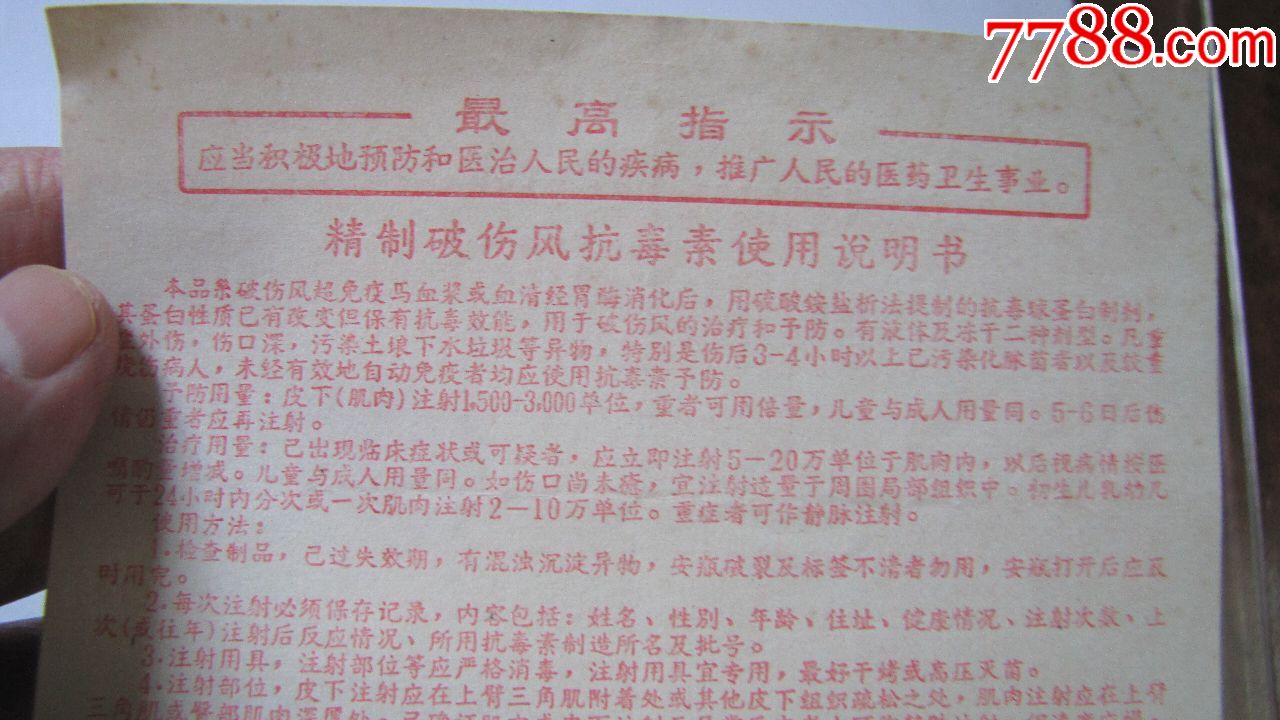 7788.com
最高指示
应当积极地预防和医治人民的疾病，推广人民的医药卫生事业。
精制破伤风抗毒素使用说明书
本品系破伤风超免疫马血浆或血清经胃酶消化后，用硫酸铵盐析法提制的抗毒球蛋白制剂，
其蛋白性质已有改变但保有抗毒效能，用于破伤风的治疗和予防。有液体及冻干二种剂型。凡重
型外伤，伤口深，污染土埌下水垃圾等异物，特别是伤后3-4小时以上已污染化脓菌者以及较重
病人，未经有效地自动免疫者均应使用抗毒素予防。
予防用量：皮下(肌肉)注射1,500-3,000单位，重者可用倍量，儿童与成人用量同。5-6日后伤
情仍重者应再注射。
治疗用量：已出现临床症状或可疑者，应立即注射5－20万单位于肌肉内，以后视病情按医
嘱酌量增减。儿童与成人用量同。如伤口尚未癒，宜注射适量于周围局部组织中。初生儿乳幼儿
可于24小时内分次或一次肌肉注射2－10万单位。重症者可作静脉注射。
使用方法：
1.检查制品，已过失效期，有混浊沉淀异物，安瓶破裂及标签不清者勿用，安瓶打开后应及
时用完。
2.每次注射必须保存记录，内容包括：姓名、性别、年龄、住址、健康情况、注射次数、上
次(或往年)注射后反应情况、所用抗毒素制造所名及批号。
3.注射用具，注射部位等应严格消毒，注射用具宜专用，最好干烤或高压灭菌。
4.注射部位，皮下注射应在上臂三角肌附着处或其他皮下组织疏松之处，肌肉注射应在上臂
三角肌或臀部肌肉深厚处。